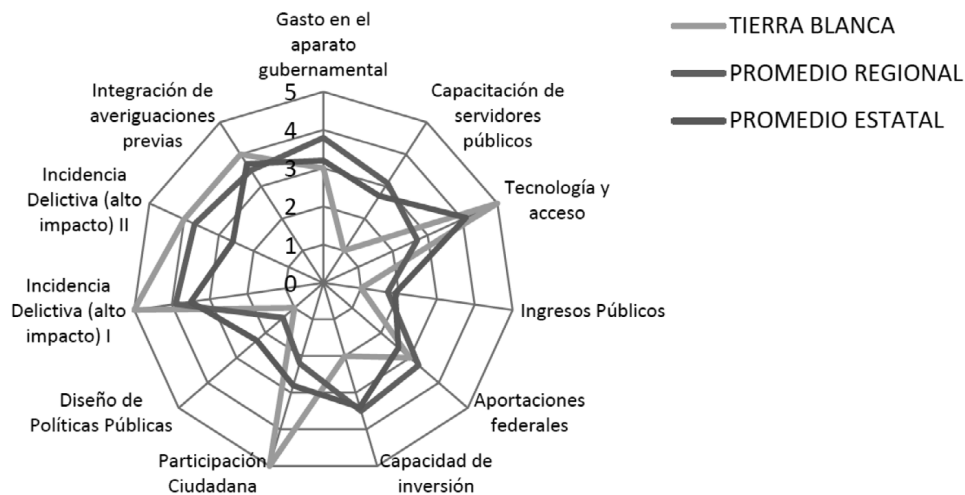 Gasto en el
aparato
gubernamental
Capacitación de
servidores
públicos
Tecnología y
acceso
Ingresos Públicos
Aportaciones
federales
Capacidad de
inversión
Participación
Ciudadana
Diseño de
Políticas Públicas
Incidencia
Delictiva (alto
impacto) I
Incidencia
Delictiva (alto
impacto) II
Integración de
averiguaciones
previas
5
4
3
2
1
0
TIERRA BLANCA
PROMEDIO REGIONAL
PROMEDIO ESTATAL